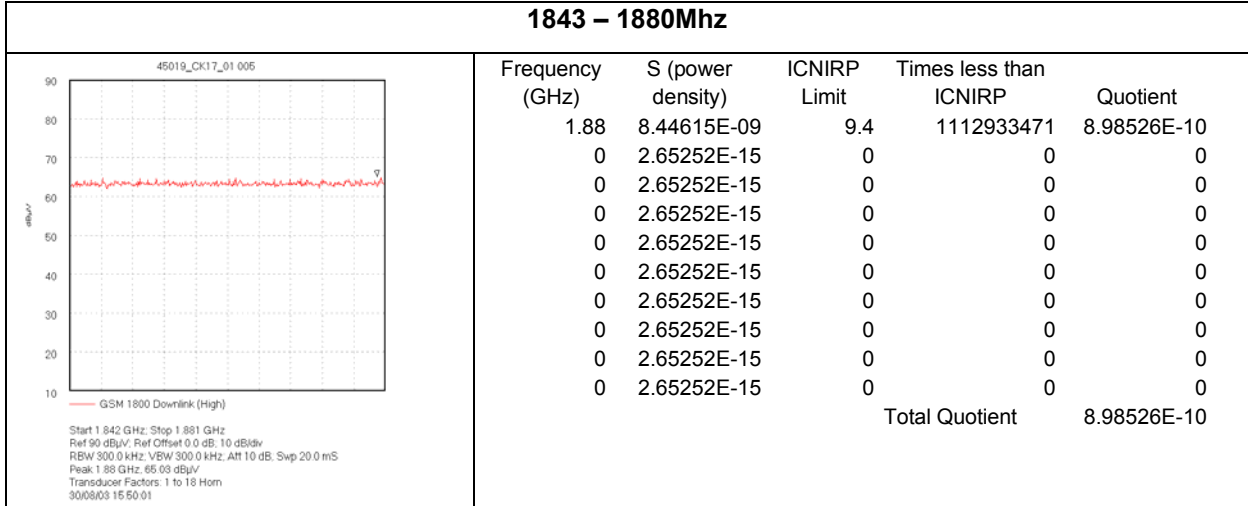 1843 – 1880Mhz
45019_CK17_01 005
90
80
70
60
50
40
30
20
10
dBµV
GSM 1800 Downlink (High)
Start 1.842 GHz; Stop 1.881 GHz
Ref 90 dBµV; Ref Offset 0.0 dB; 10 dB/div
RBW 300.0 kHz; VBW 300.0 kHz; Att 10 dB; Swp 20.0 mS
Peak 1.88 GHz, 65.03 dBµV
Transducer Factors: 1 to 18 Horn
30/08/03 15:50:01
Frequency (GHz) S (power density) ICNIRP Limit Times less than ICNIRP Quotient
1.88 8.44615E-09 9.4 1112933471 8.98526E-10
0 2.65252E-15 0 0 0
0 2.65252E-15 0 0 0
0 2.65252E-15 0 0 0
0 2.65252E-15 0 0 0
0 2.65252E-15 0 0 0
0 2.65252E-15 0 0 0
0 2.65252E-15 0 0 0
0 2.65252E-15 0 0 0
0 2.65252E-15 0 0 0
Total Quotient 8.98526E-10